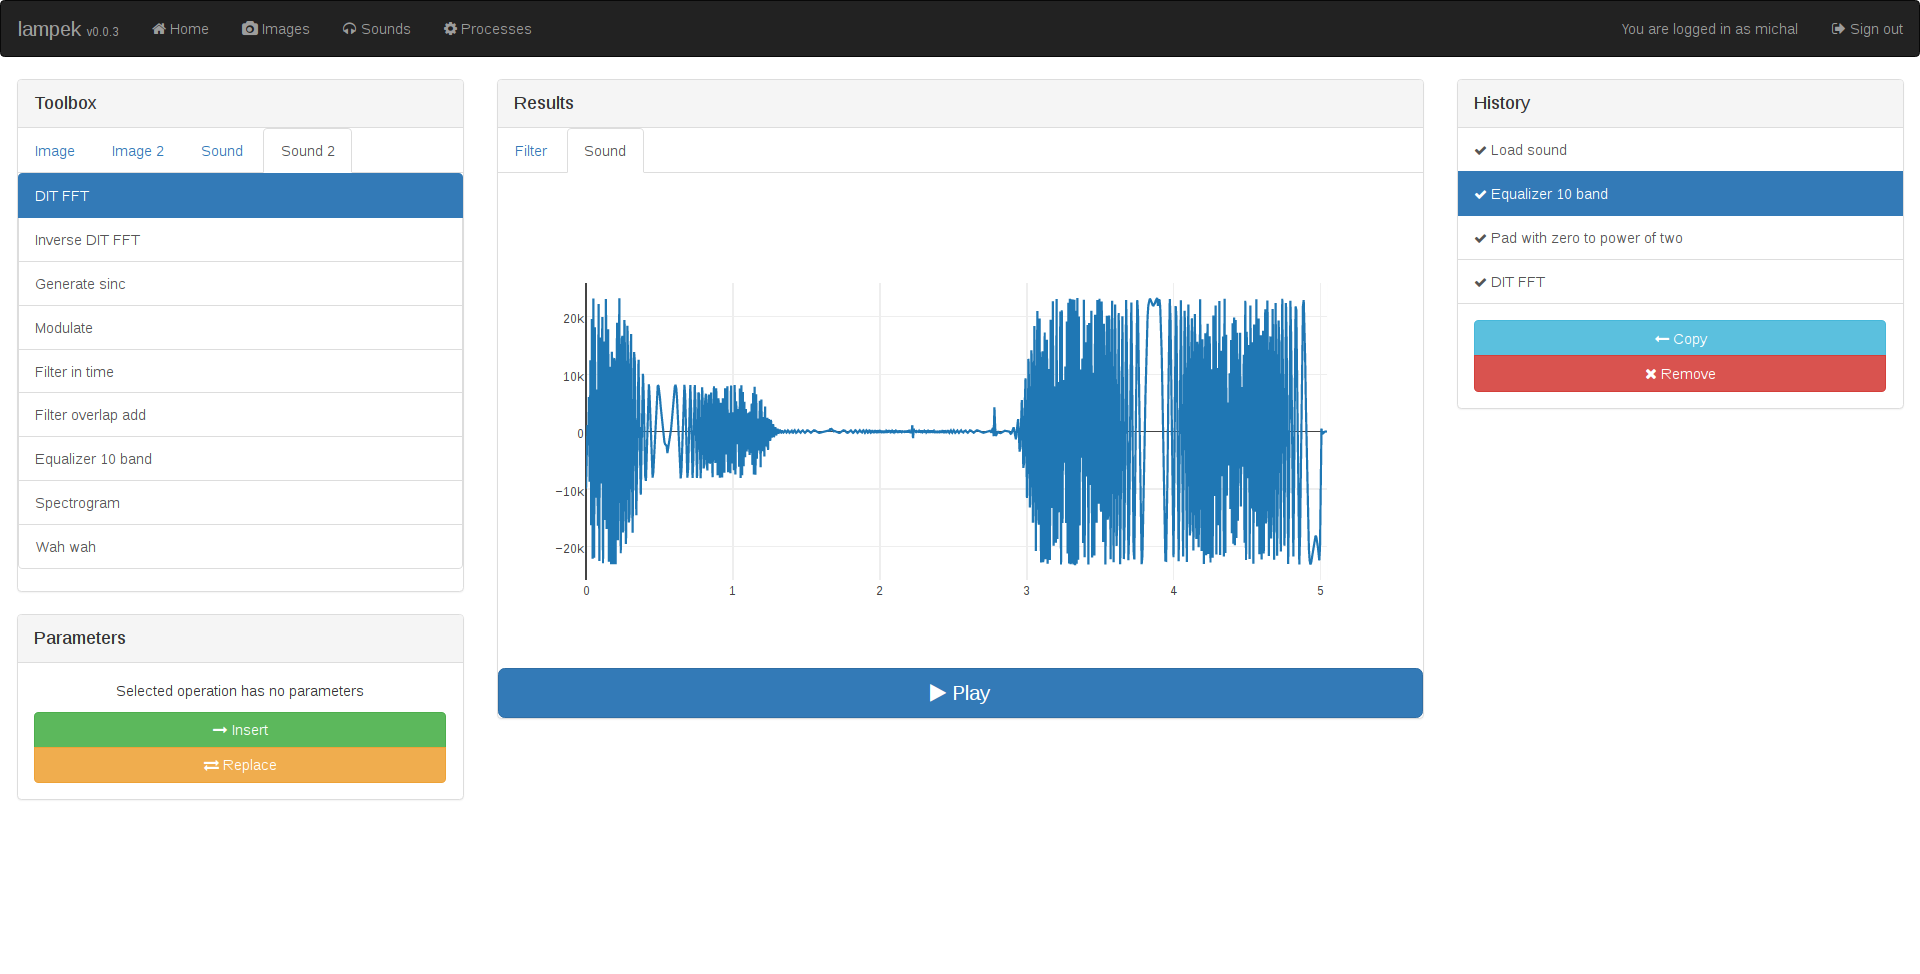 lampek v0.0.3 Home Images Sounds Processes You are logged in as michal Sign out
Toolbox
Image Image 2 Sound Sound 2
DIT FFT
Inverse DIT FFT
Generate sinc
Modulate
Filter in time
Filter overlap add
Equalizer 10 band
Spectrogram
Wah wah
Parameters
Selected operation has no parameters
Insert
Replace
Results
Filter Sound
20k
10k
0
−10k
−20k
0 1 2 3 4 5
Play
History
Load sound
Equalizer 10 band
Pad with zero to power of two
DIT FFT
Copy
Remove